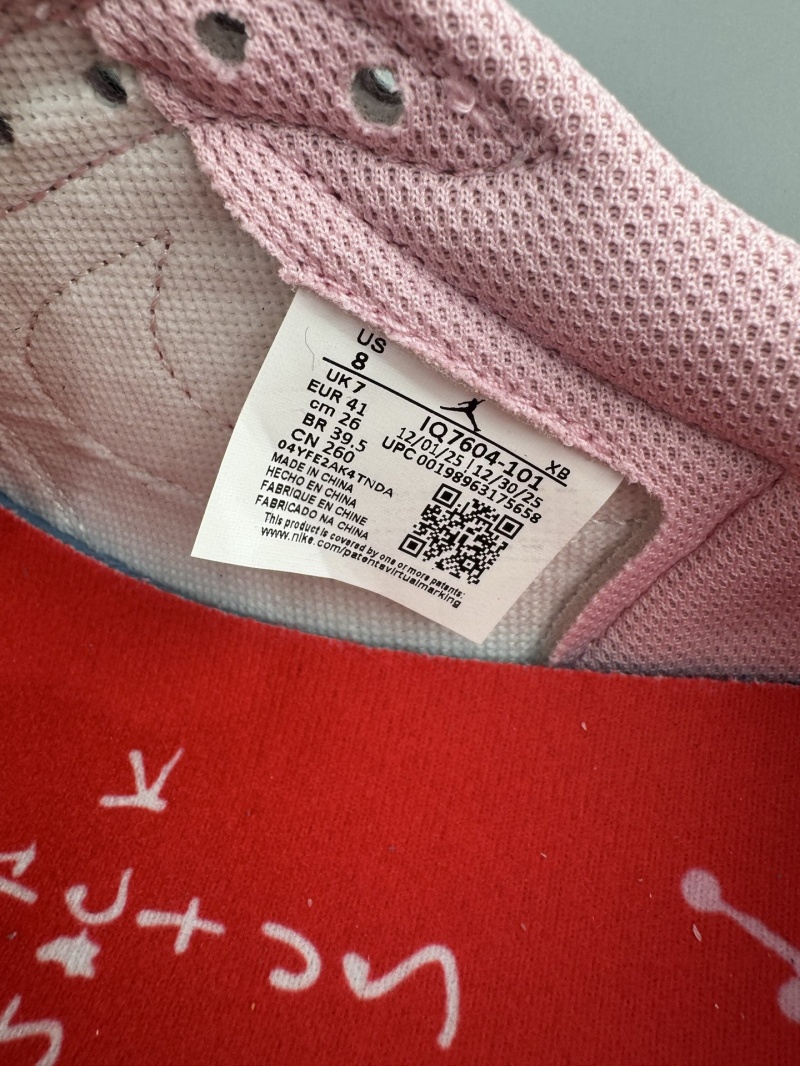 US
8
UK 7
EUR 41
cm 26
BR 39.5
CN 260
IQ7604-101 XB
12/01/25 | 12/30/25
UPC 00198963175658
04YFE2AK4TNDA
MADE IN CHINA
HECHO EN CHINA
FABRIQUE EN CHINE
FABRICADO NA CHINA
This product is covered by one or more patents:
www.nike.com/patentsvirtualmarking